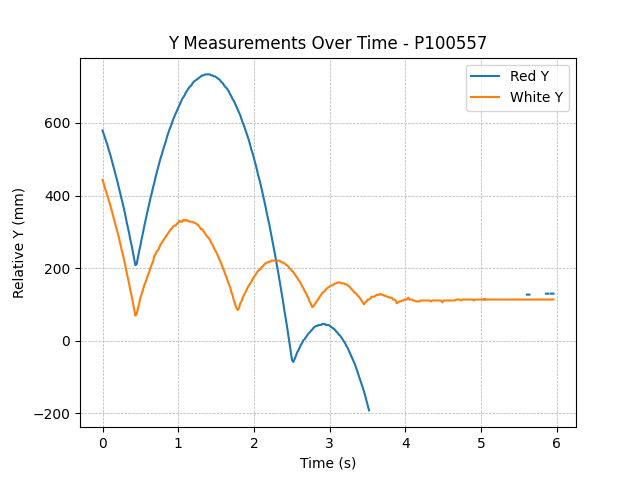 Y Measurements Over Time - P100557
Red Y
White Y
Relative Y (mm)
600
400
200
0
−200
0 1 2 3 4 5 6
Time (s)